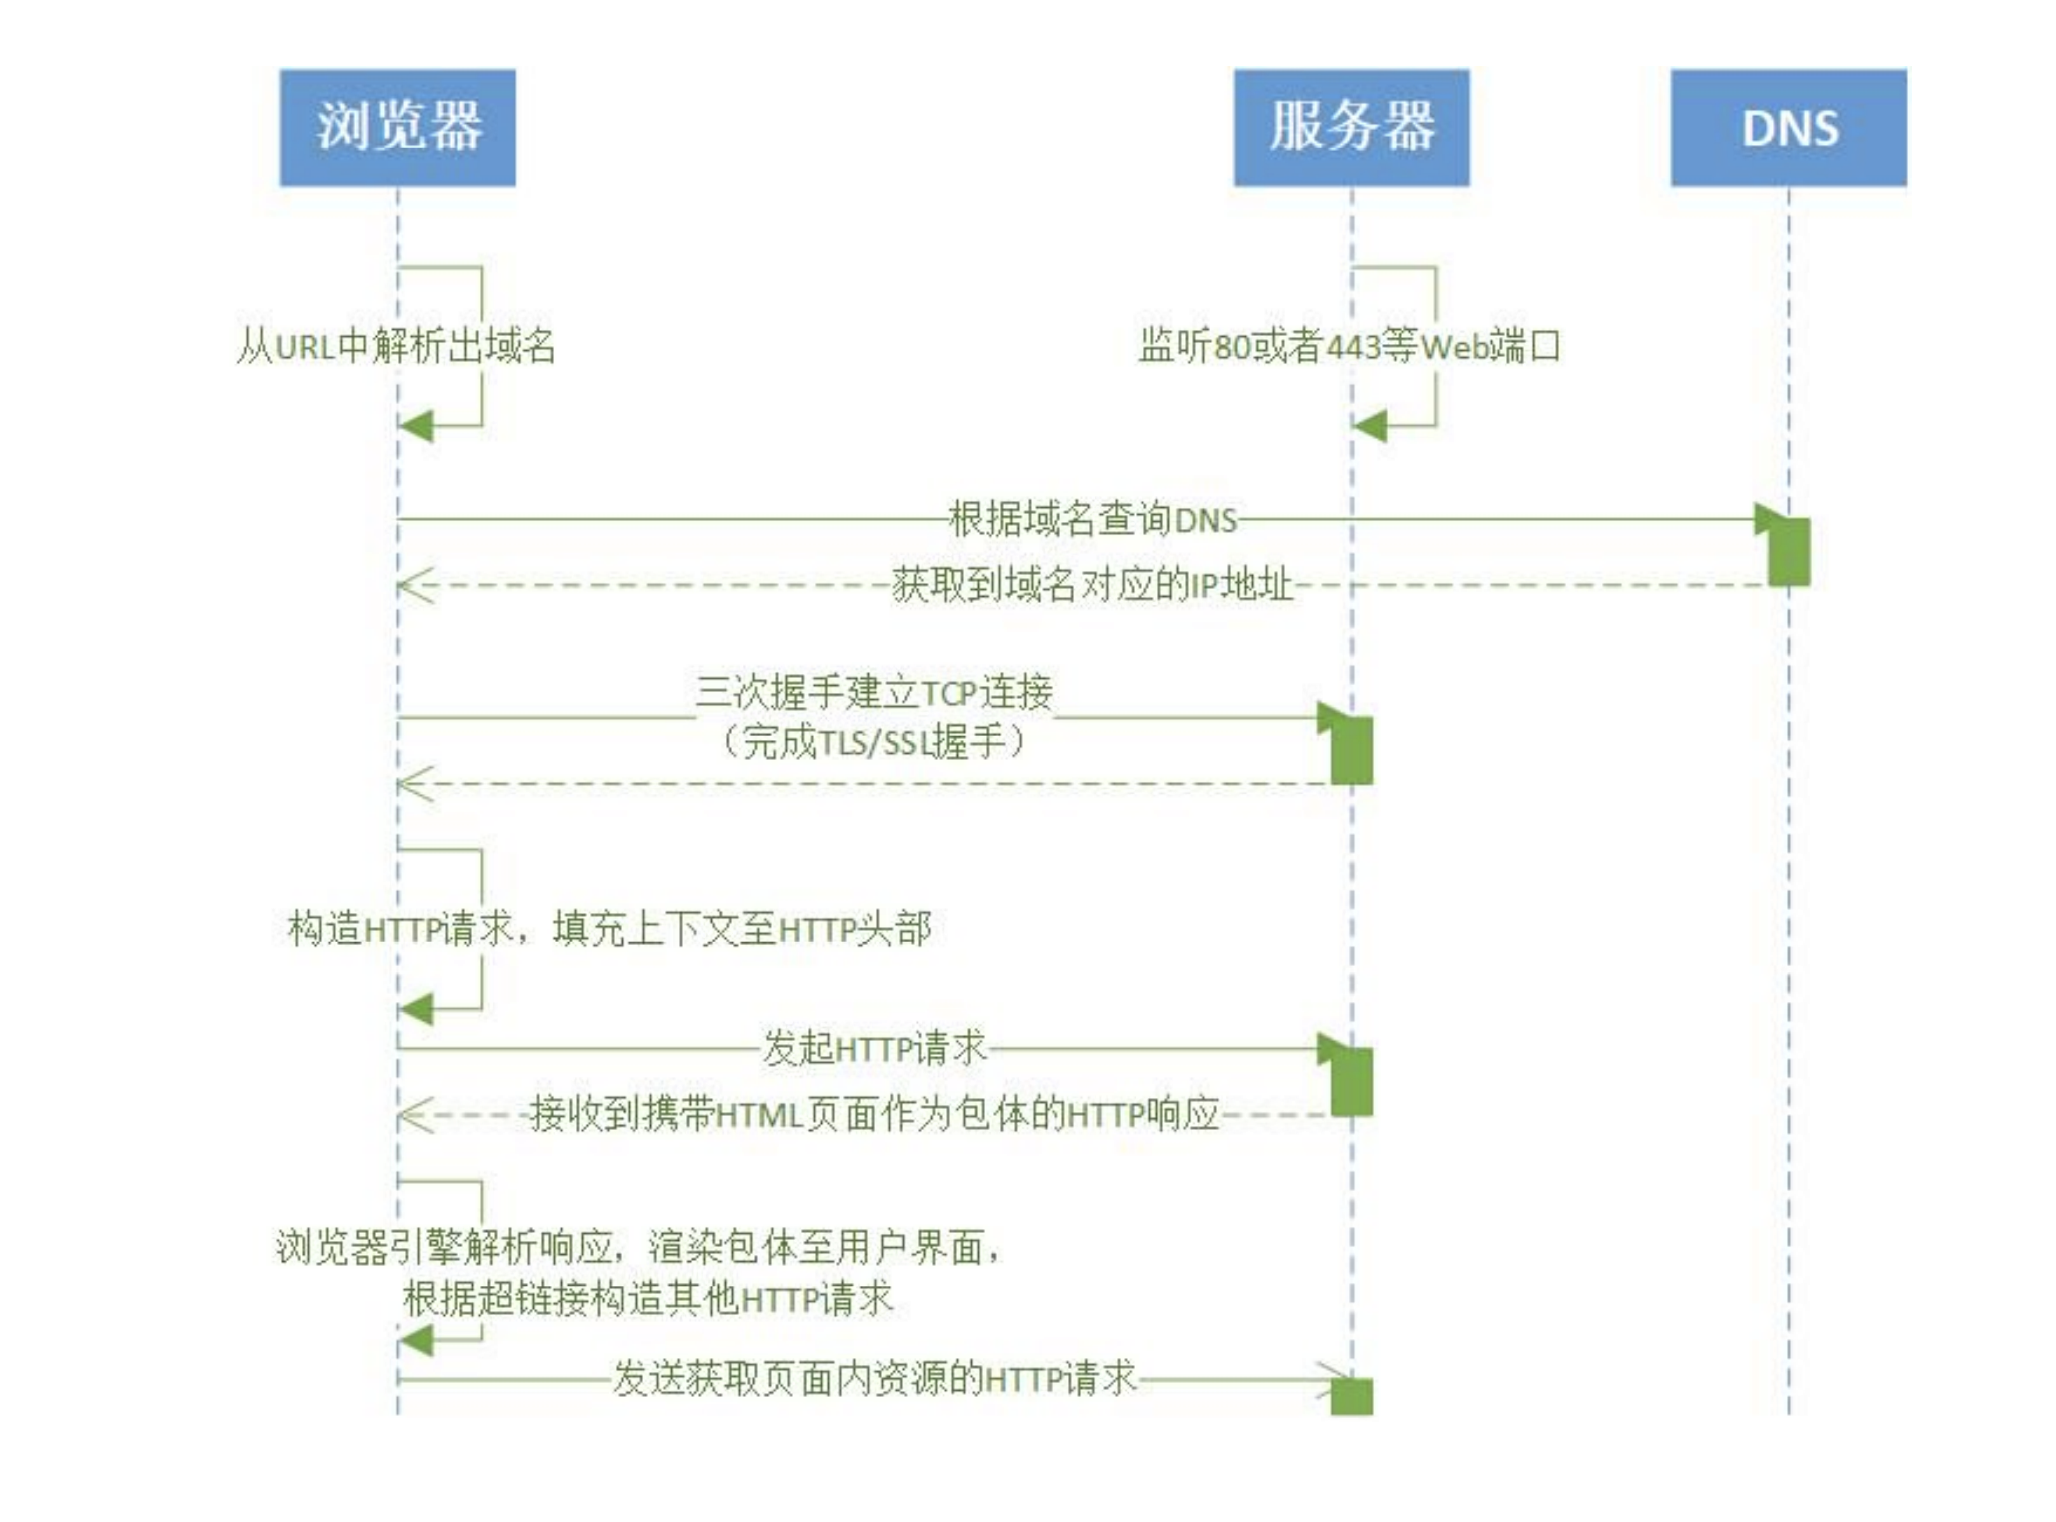 浏览器
服务器
DNS
从URL中解析出域名
监听80或者443等Web端口
根据域名查询DNS
获取到域名对应的IP地址
三次握手建立TCP连接
（完成TLS/SSL握手）
构造HTTP请求，填充上下文至HTTP头部
发起HTTP请求
接收到携带HTML页面作为包体的HTTP响应
浏览器引擎解析响应，渲染包体至用户界面，
根据超链接构造其他HTTP请求
发送获取页面内资源的HTTP请求